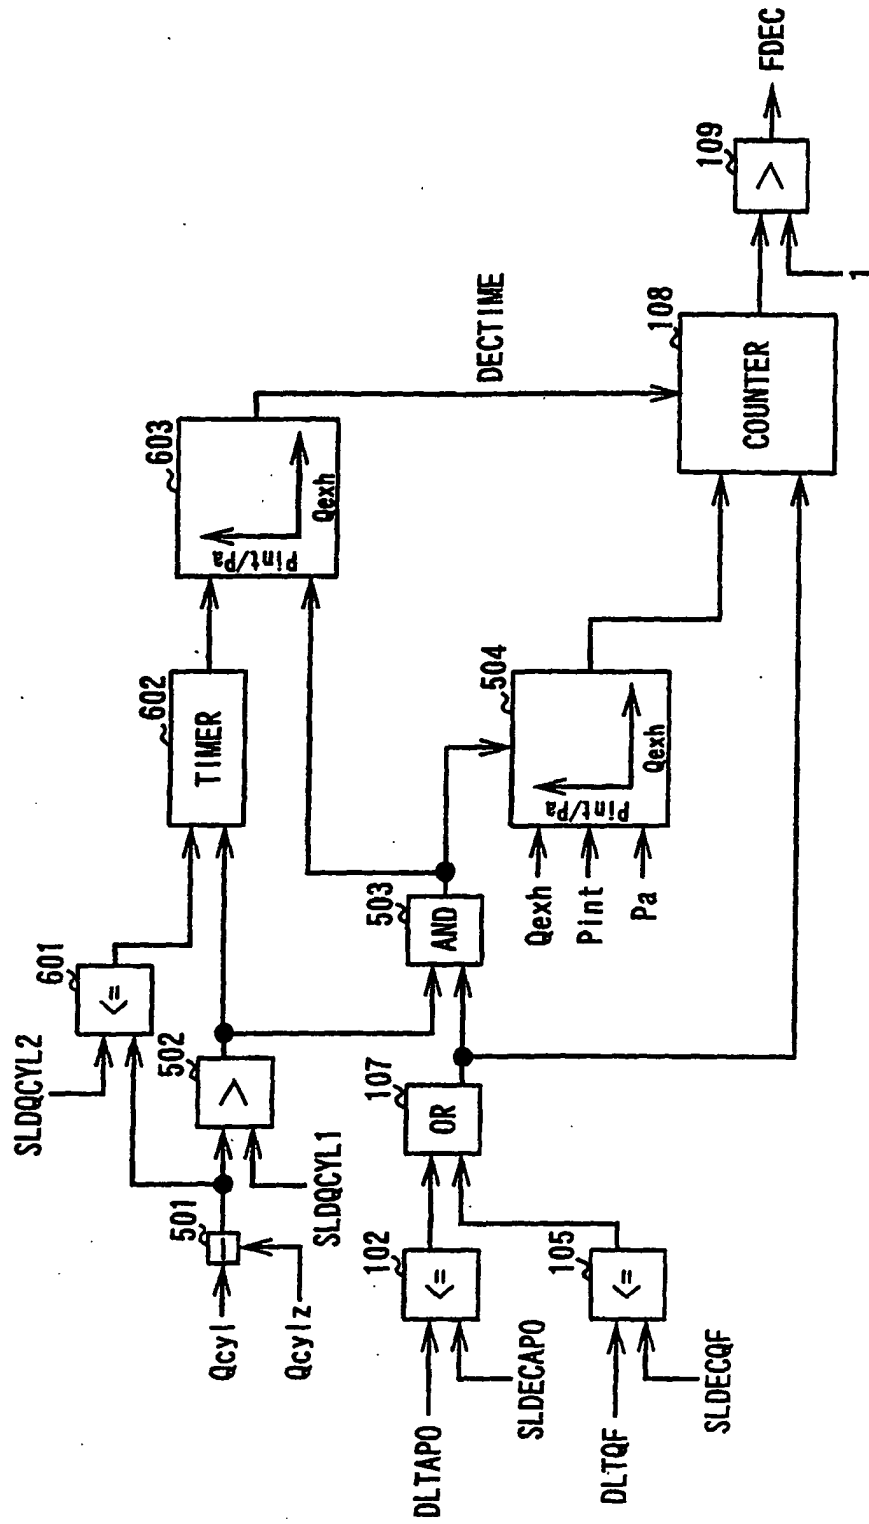 SLDQCYL2
601
<=
Qcyl
501
−
Qcylz
502
>
SLDQCYL1
602
TIMER
603
Pint/Pa
Qexh
DECTIME
DLTAPO
102
<=
SLDECAPO
DLTQF
105
<=
SLDECQF
107
OR
503
AND
504
Pint/Pa
Qexh
Qexh
Pint
Pa
108
COUNTER
1
109
>
FDEC